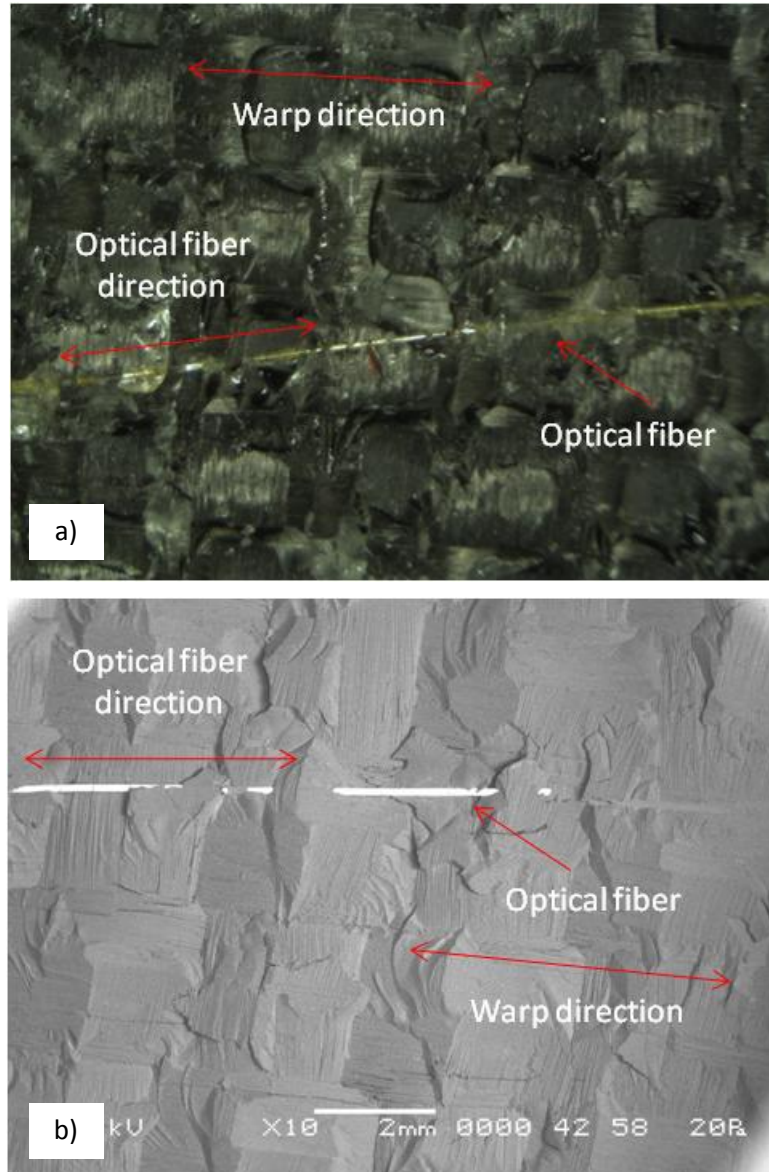 Warp direction
Optical fiber
direction
Optical fiber
a)
Optical fiber
direction
Optical fiber
Warp direction
b) kV X10 2mm 0000 42 58